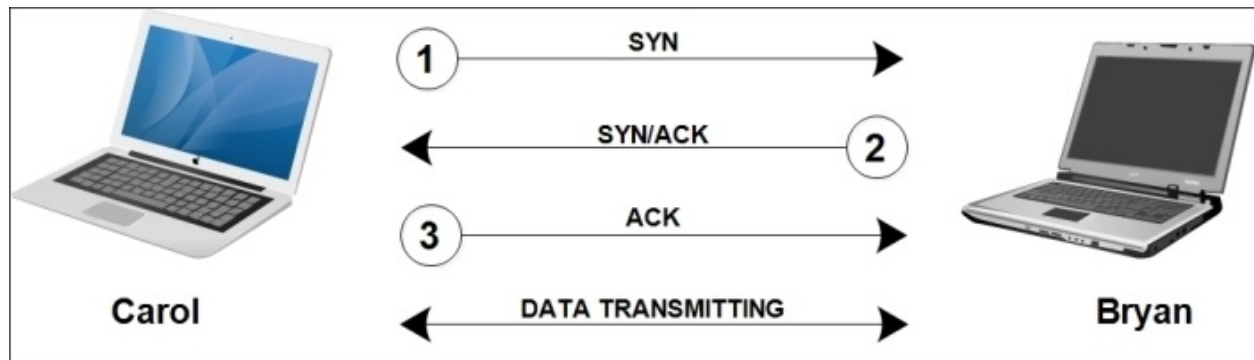 1
SYN
SYN/ACK
2
3
ACK
DATA TRANSMITTING
Carol
Bryan